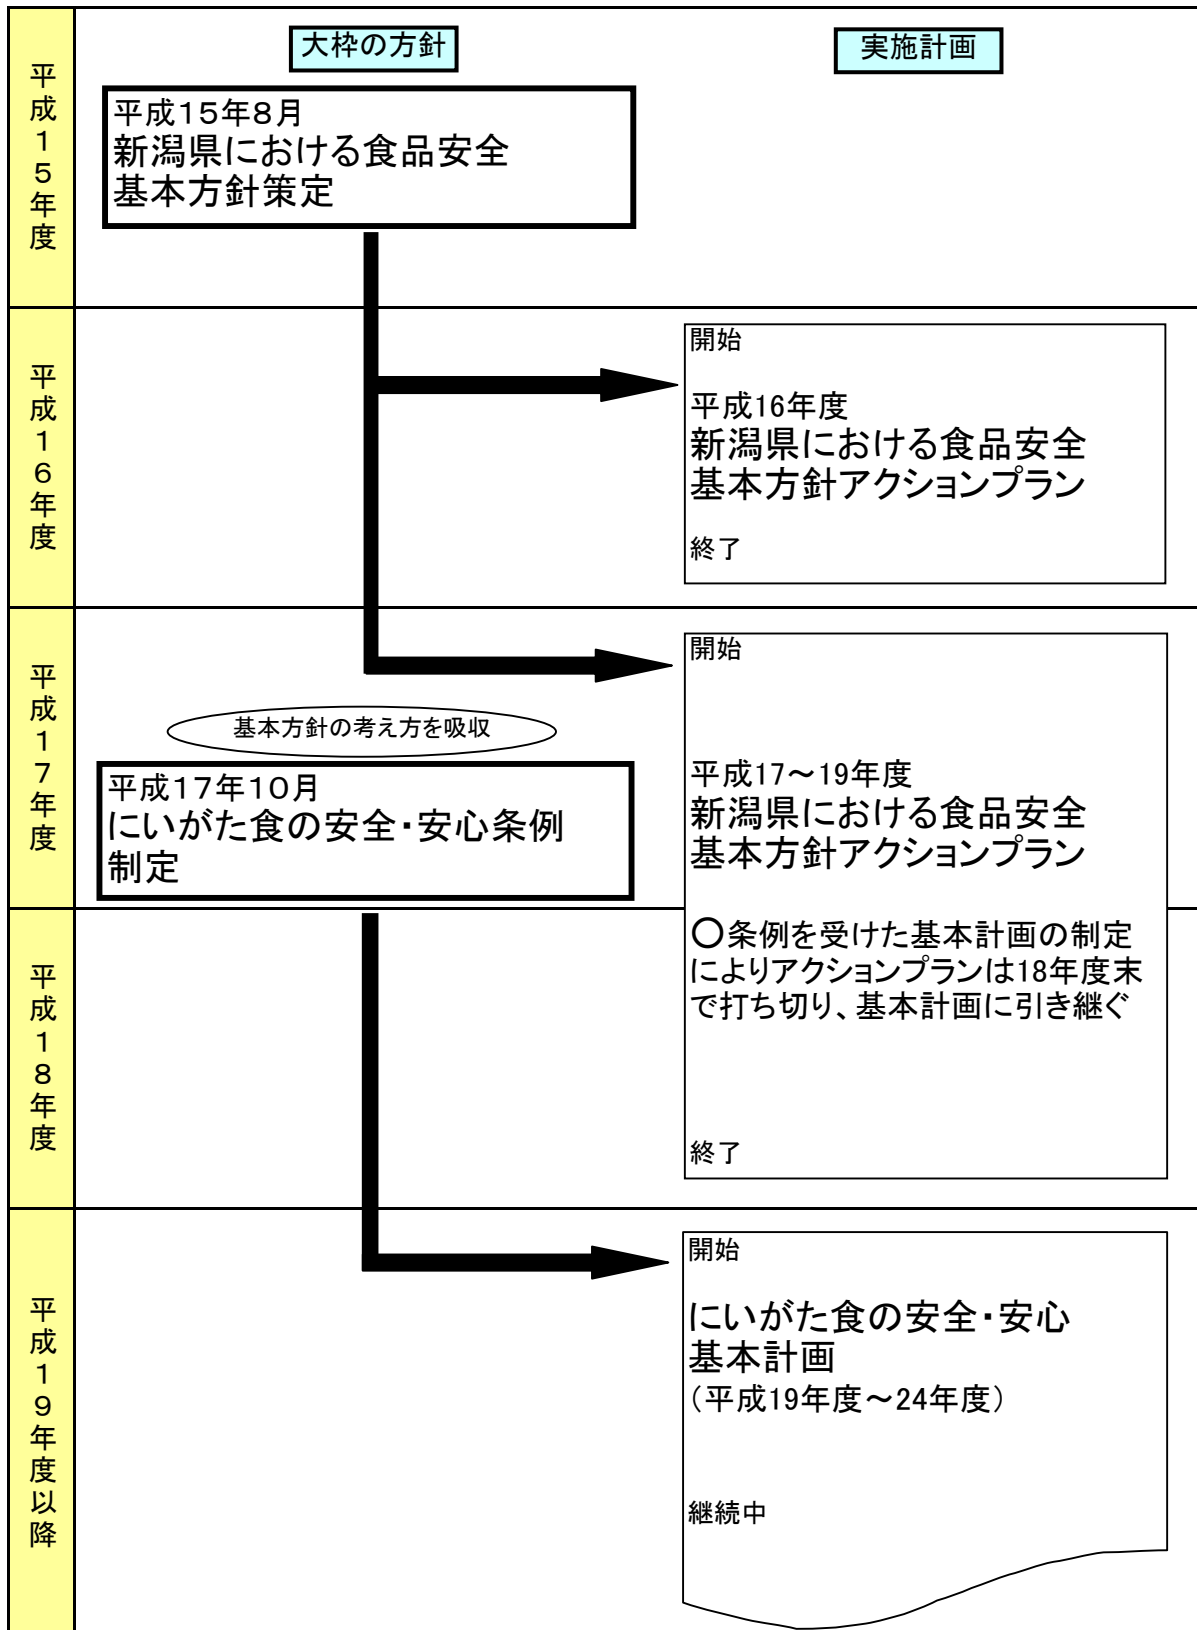 平成１５年度
大枠の方針
実施計画
平成１５年８月
新潟県における食品安全
基本方針策定
平成１６年度
開始
平成16年度
新潟県における食品安全
基本方針アクションプラン
終了
平成１７年度
基本方針の考え方を吸収
平成１７年１０月
にいがた食の安全・安心条例
制定
開始
平成17～19年度
新潟県における食品安全
基本方針アクションプラン
平成１８年度
○条例を受けた基本計画の制定
によりアクションプランは18年度末
で打ち切り、基本計画に引き継ぐ
終了
平成１９年度以降
開始
にいがた食の安全・安心
基本計画
（平成19年度～24年度）
継続中